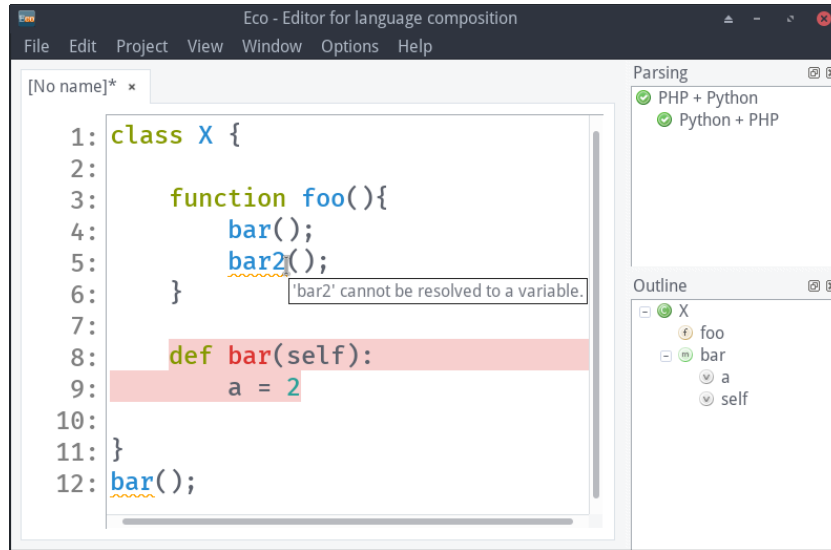 Eco Eco - Editor for language composition
File Edit Project View Window Options Help
[No name]* ×
1: class X {
2:
3: function foo(){
4: bar();
5: bar2();
'bar2' cannot be resolved to a variable.
6: }
7:
8: def bar(self):
9: a = 2
10:
11: }
12: bar();
Parsing
PHP + Python
Python + PHP
Outline
X
f foo
m bar
v a
v self